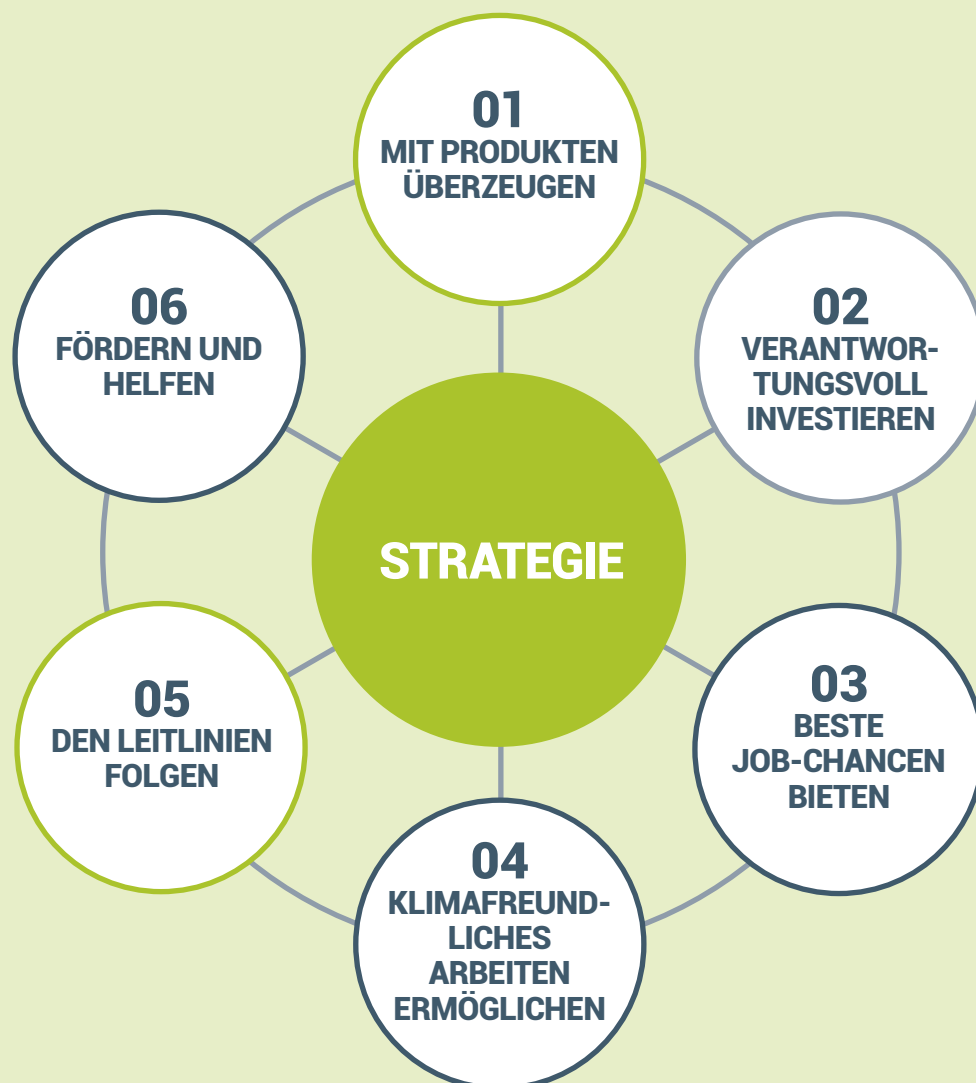 01
MIT PRODUKTEN
ÜBERZEUGEN
02
VERANTWOR-
TUNGSVOLL
INVESTIEREN
03
BESTE
JOB-CHANCEN
BIETEN
04
KLIMAFREUND-
LICHES
ARBEITEN
ERMÖGLICHEN
05
DEN LEITLINIEN
FOLGEN
06
FÖRDERN UND
HELFEN
STRATEGIE